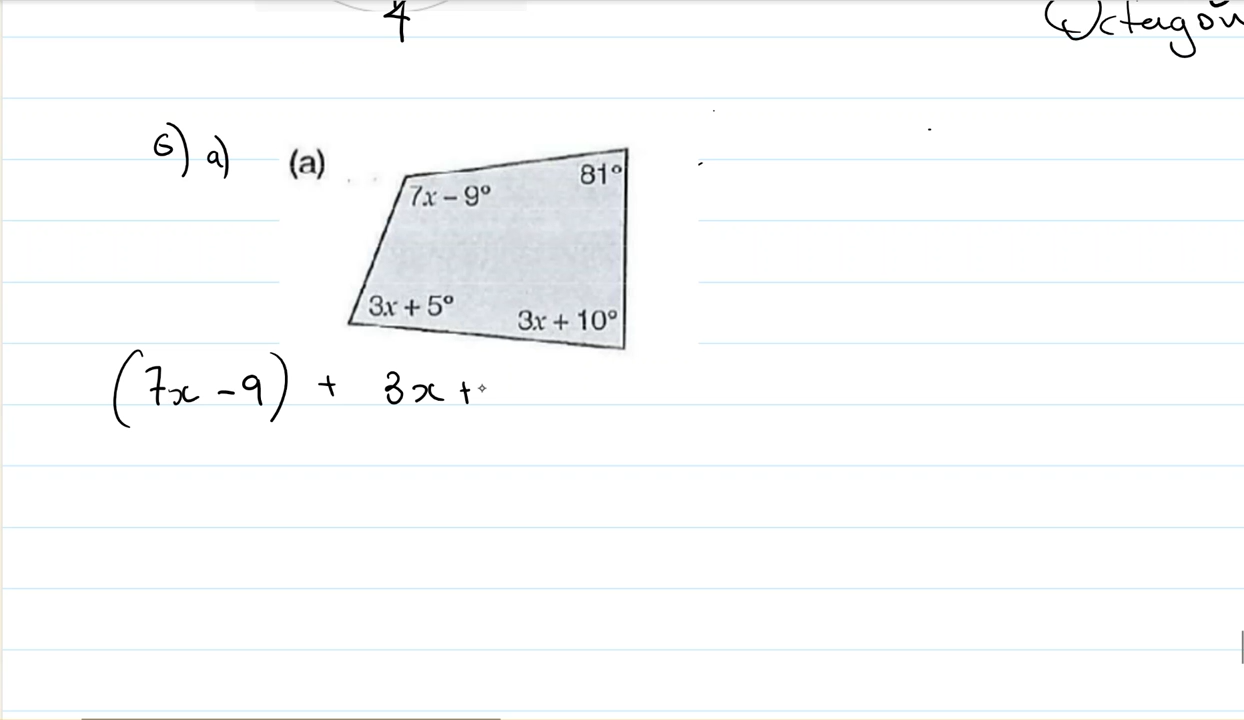 4
Octagon
6) a) (a)
7x – 9° 81°
3x + 5° 3x + 10°
(7x - 9) + 3x +